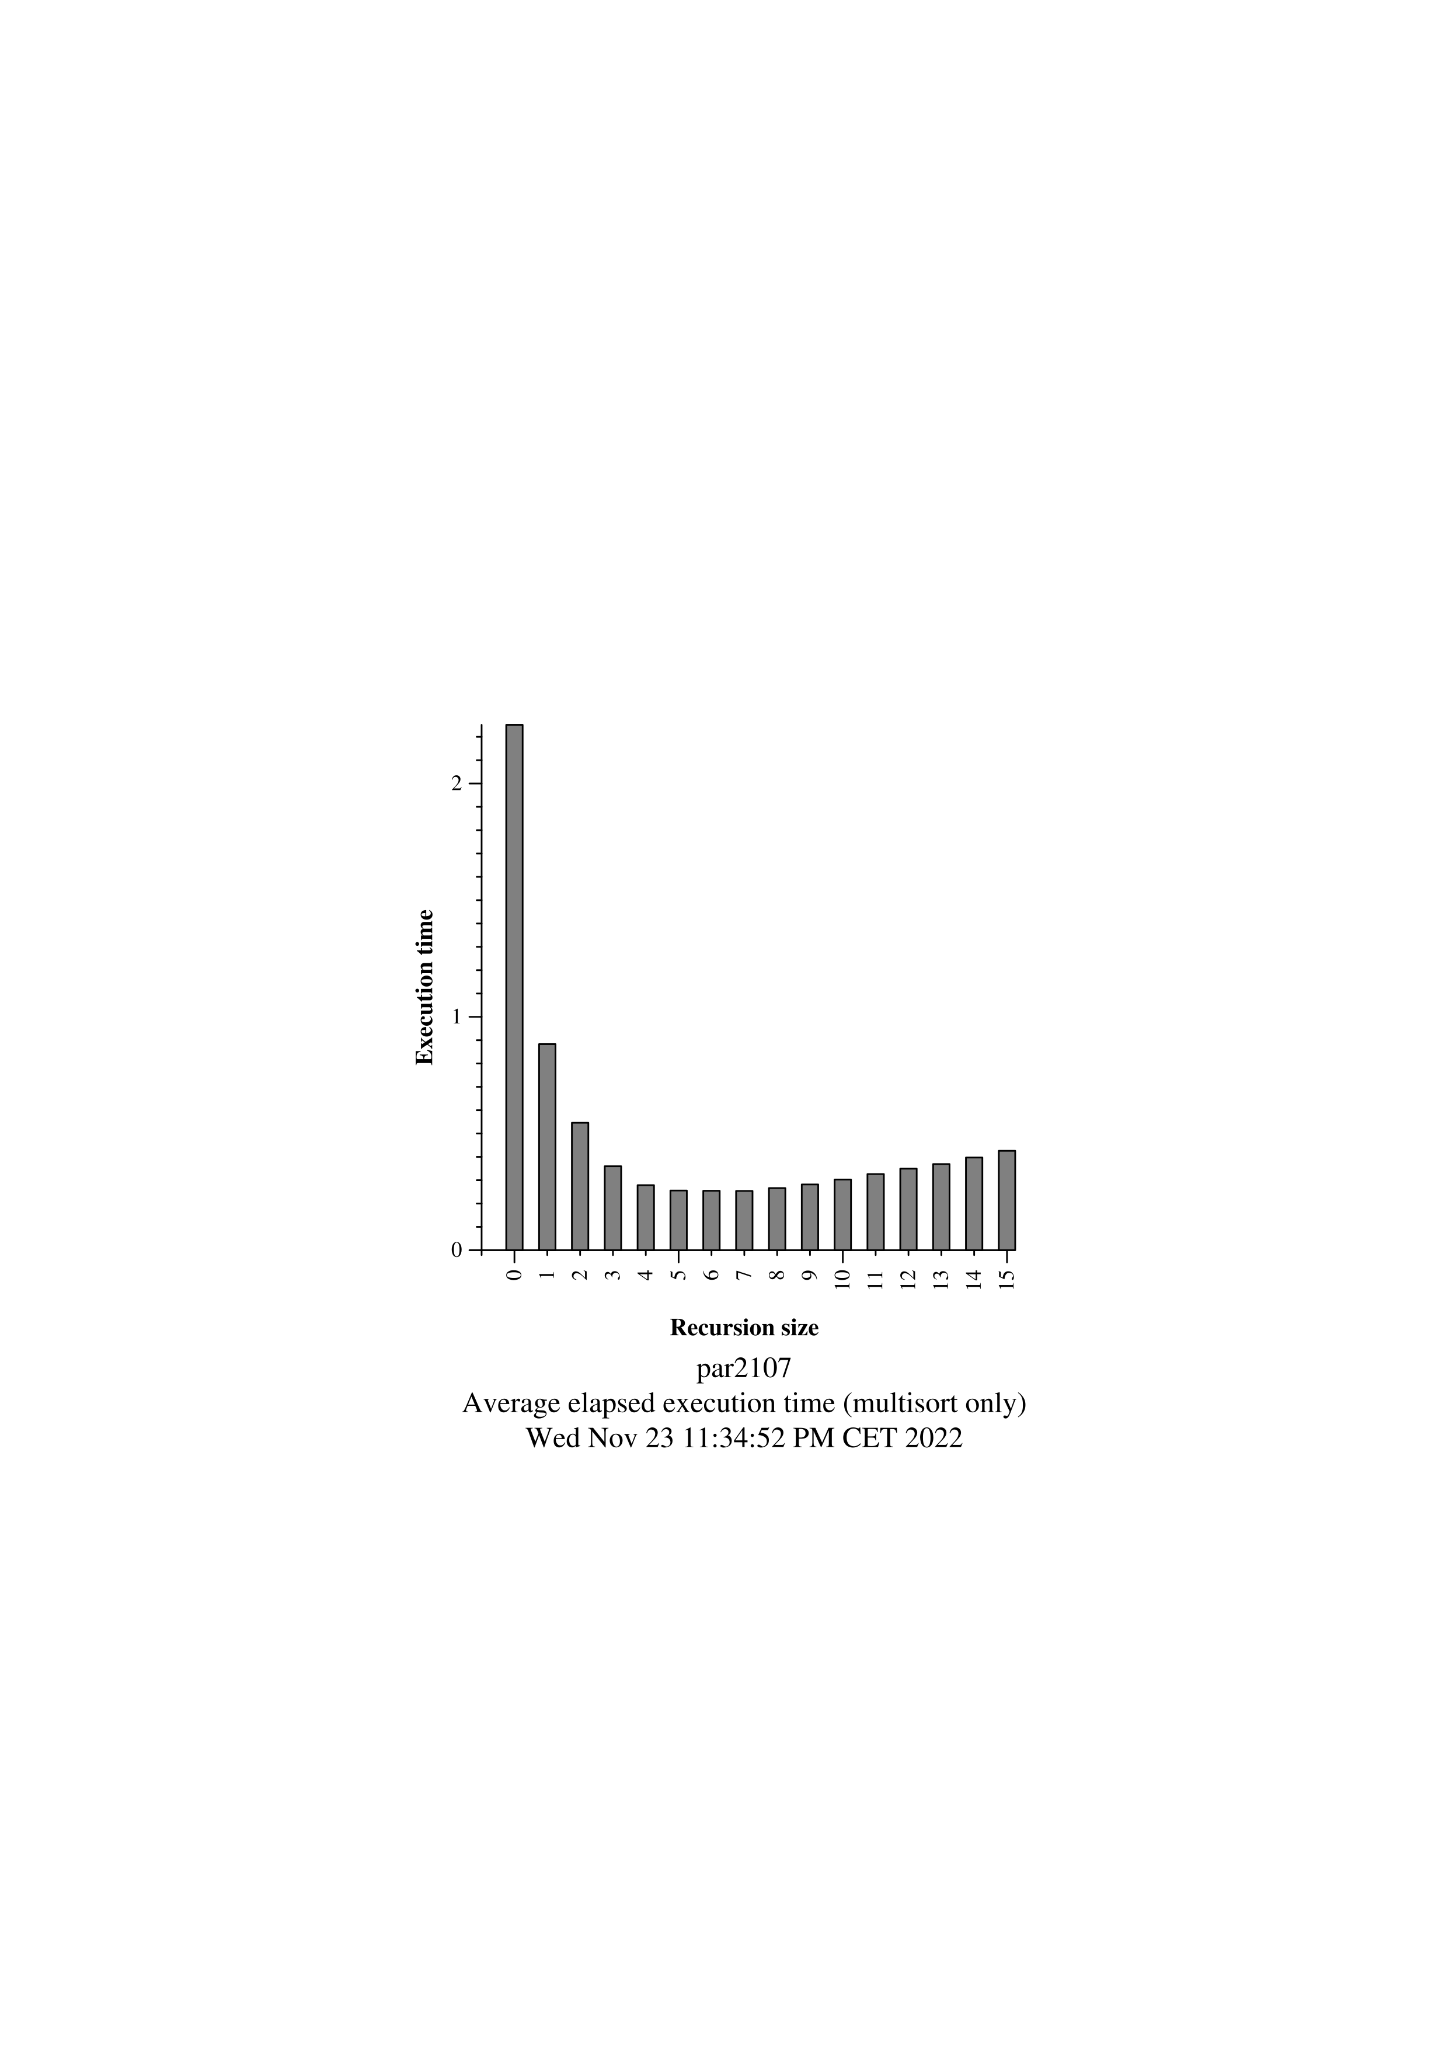 2
1
0
Execution time
0 1 2 3 4 5 6 7 8 9 10 11 12 13 14 15
Recursion size
par2107
Average elapsed execution time (multisort only)
Wed Nov 23 11:34:52 PM CET 2022